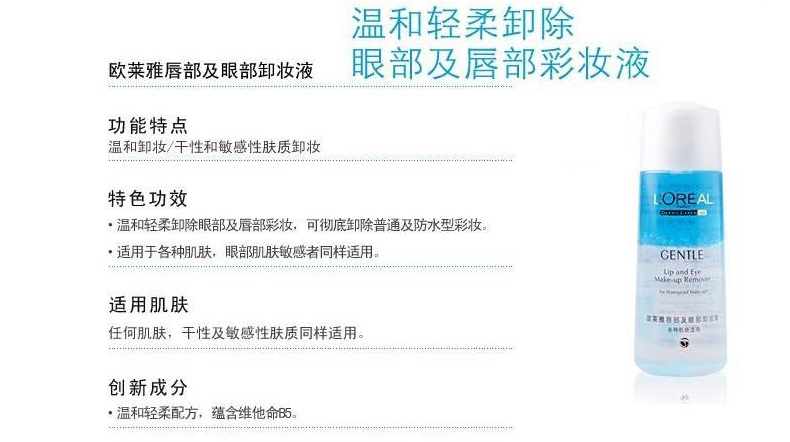 温和轻柔卸除
眼部及唇部彩妆液
欧莱雅唇部及眼部卸妆液
功能特点
温和卸妆/干性和敏感性肤质卸妆
特色功效
• 温和轻柔卸除眼部及唇部彩妆，可彻底卸除普通及防水型彩妆。
• 适用于各种肌肤，眼部肌肤敏感者同样适用。
适用肌肤
任何肌肤，干性及敏感性肤质同样适用。
创新成分
• 温和轻柔配方，蕴含维他命B5。
L'ORÉAL
GENTLE
Lip and Eye
Make-up Remover
For Waterproof Make-up
欧莱雅唇部及眼部卸妆液
各种肌肤适用